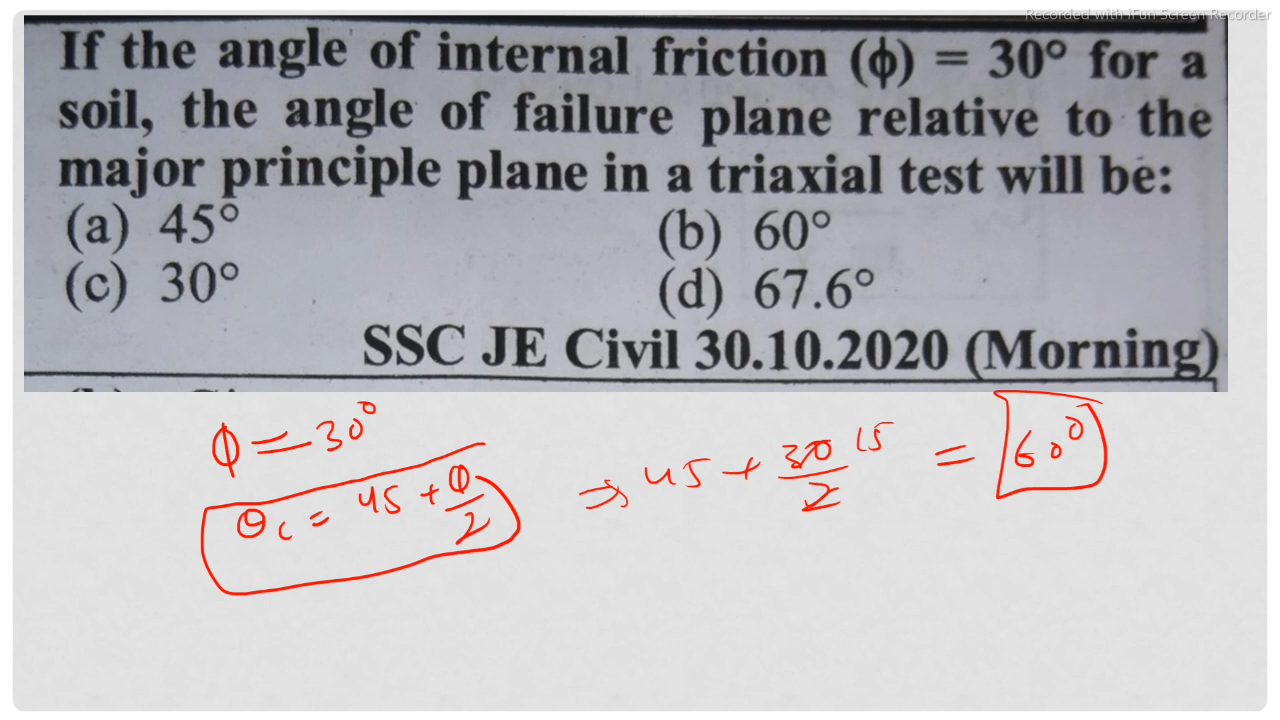 Recorded with iFun Screen Recorder
If the angle of internal friction (ϕ) = 30° for a
soil, the angle of failure plane relative to the
major principle plane in a triaxial test will be:
(a) 45° (b) 60°
(c) 30° (d) 67.6°
SSC JE Civil 30.10.2020 (Morning)
ϕ = 30°
θc = 45 + ϕ/2 ⇒ 45 + 30/2 15 = 60°